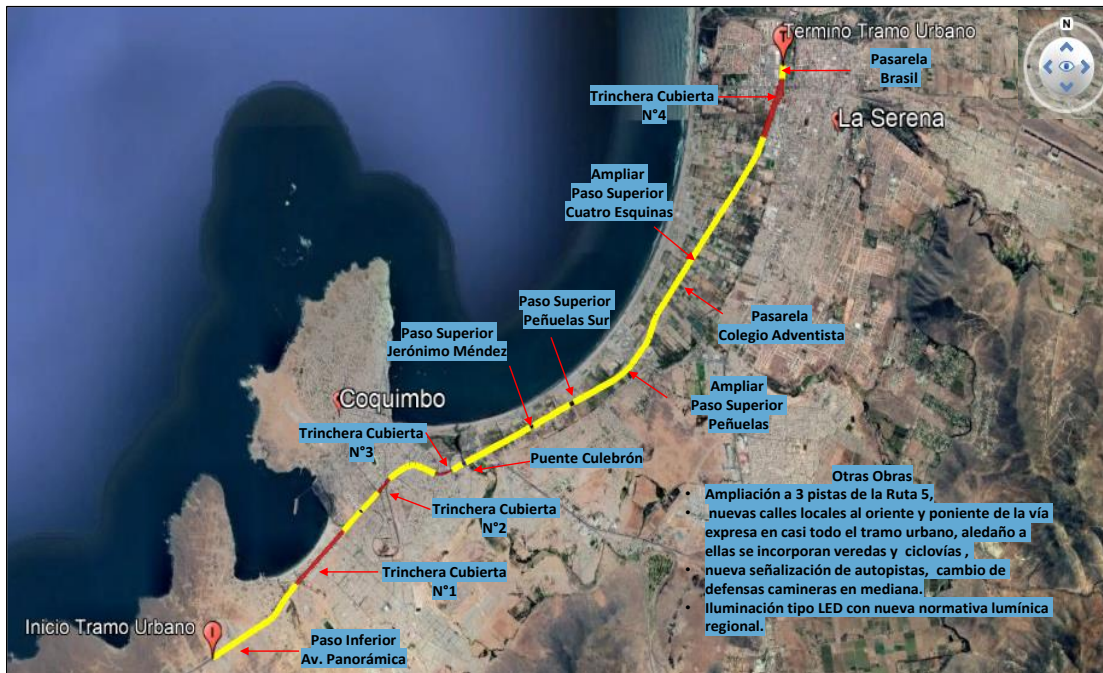 Termino Tramo Urbano
T
N
Pasarela
Brasil
Trinchera Cubierta
N°4
La Serena
Ampliar
Paso Superior
Cuatro Esquinas
Paso Superior
Peñuelas Sur
Pasarela
Colegio Adventista
Paso Superior
Jerónimo Méndez
Ampliar
Paso Superior
Peñuelas
Coquimbo
Trinchera Cubierta
N°3
Puente Culebrón
Trinchera Cubierta
N°2
Trinchera Cubierta
N°1
Inicio Tramo Urbano
I
Paso Inferior
Av. Panorámica
Otras Obras
• Ampliación a 3 pistas de la Ruta 5,
• nuevas calles locales al oriente y poniente de la vía
expresa en casi todo el tramo urbano, aledaño a
ellas se incorporan veredas y ciclovías ,
• nueva señalización de autopistas, cambio de
defensas camineras en mediana.
• Iluminación tipo LED con nueva normativa lumínica
regional.